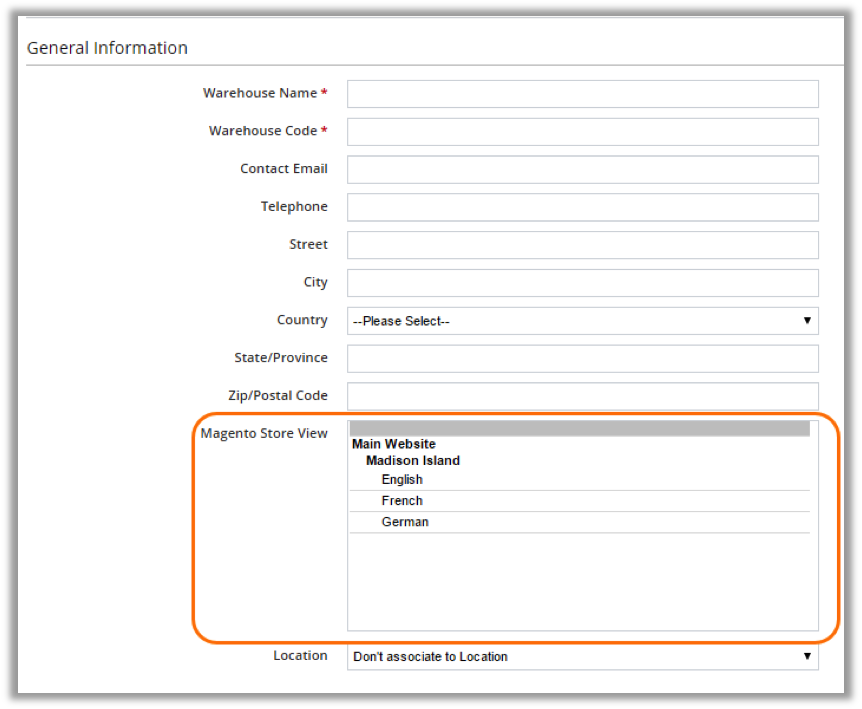 General Information
Warehouse Name *
Warehouse Code *
Contact Email
Telephone
Street
City
Country --Please Select--
State/Province
Zip/Postal Code
Magento Store View
Main Website
Madison Island
English
French
German
Location Don't associate to Location